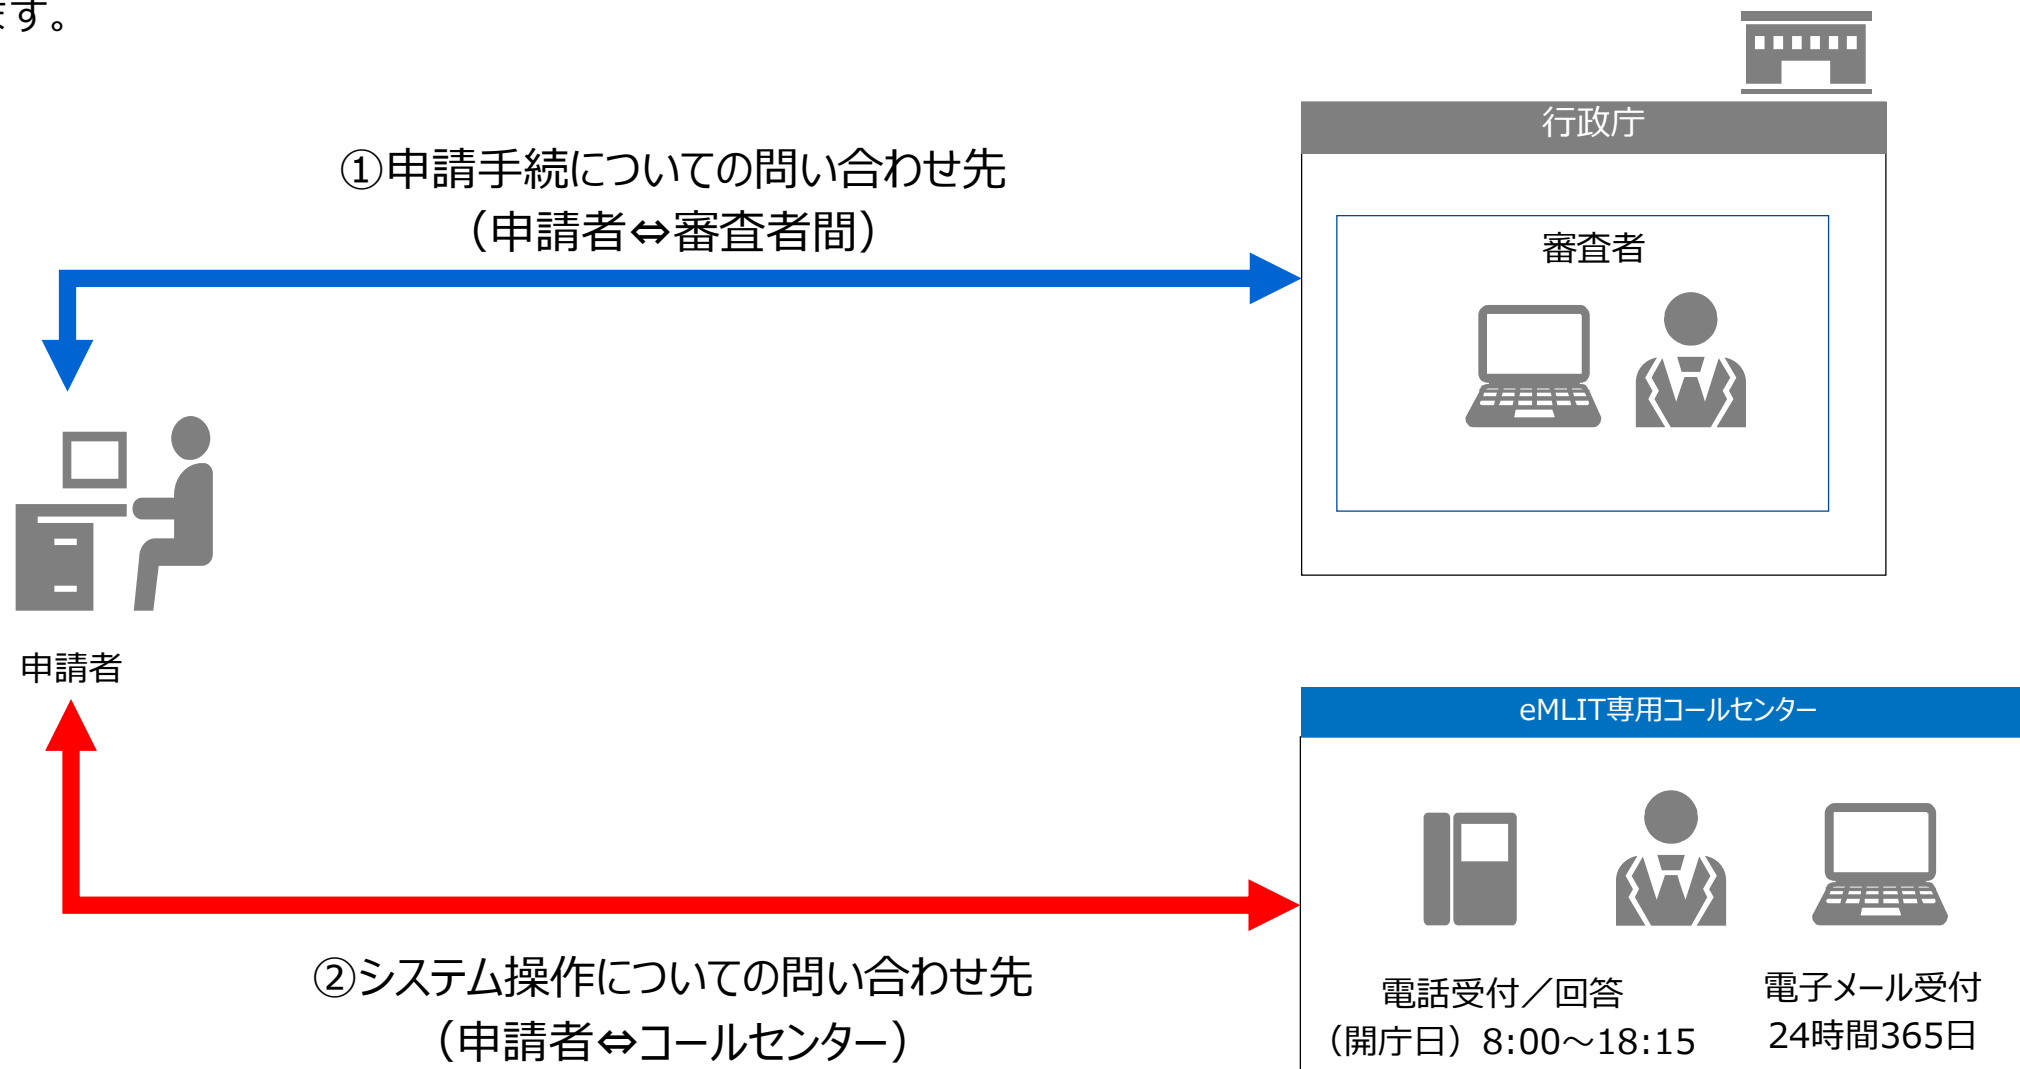 ます。
行政庁
①申請手続についての問い合わせ先
（申請者⇔審査者間）
審査者
申請者
eMLIT専用コールセンター
②システム操作についての問い合わせ先
（申請者⇔コールセンター）
電話受付／回答
（開庁日）8:00～18:15
電子メール受付
24時間365日